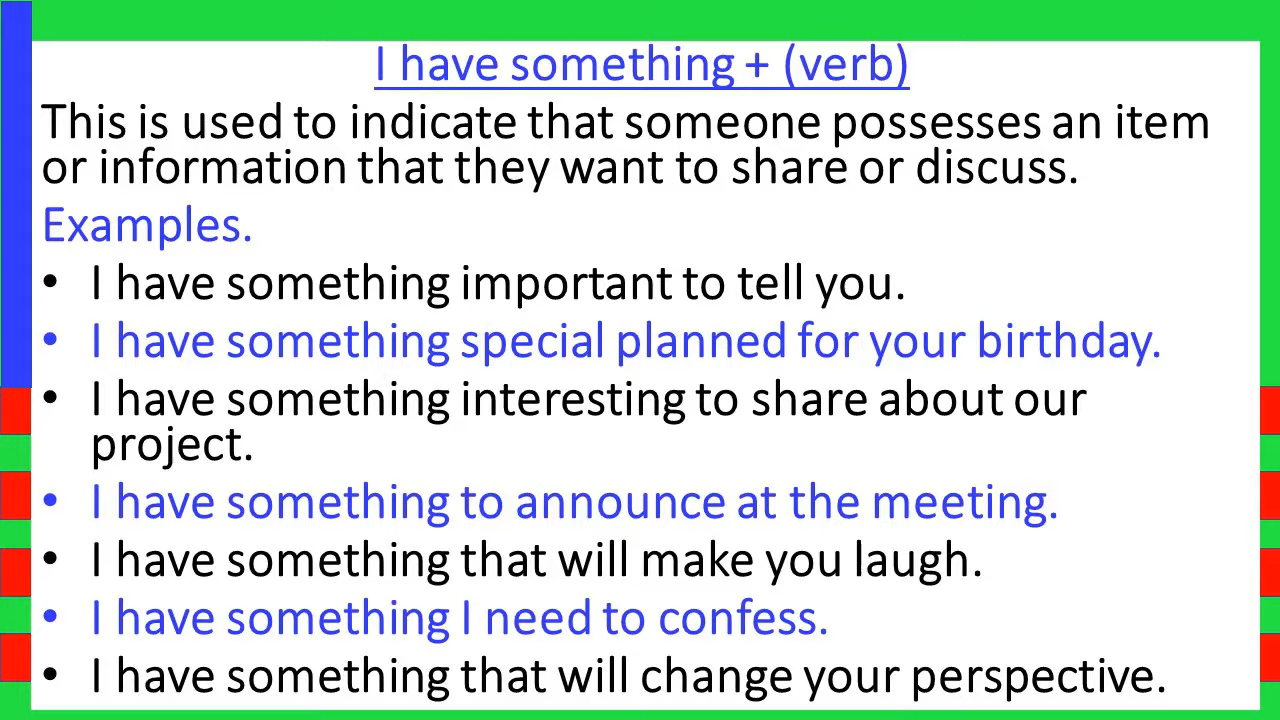 I have something + (verb)
This is used to indicate that someone possesses an item
or information that they want to share or discuss.
Examples.
• I have something important to tell you.
• I have something special planned for your birthday.
• I have something interesting to share about our
project.
• I have something to announce at the meeting.
• I have something that will make you laugh.
• I have something I need to confess.
• I have something that will change your perspective.